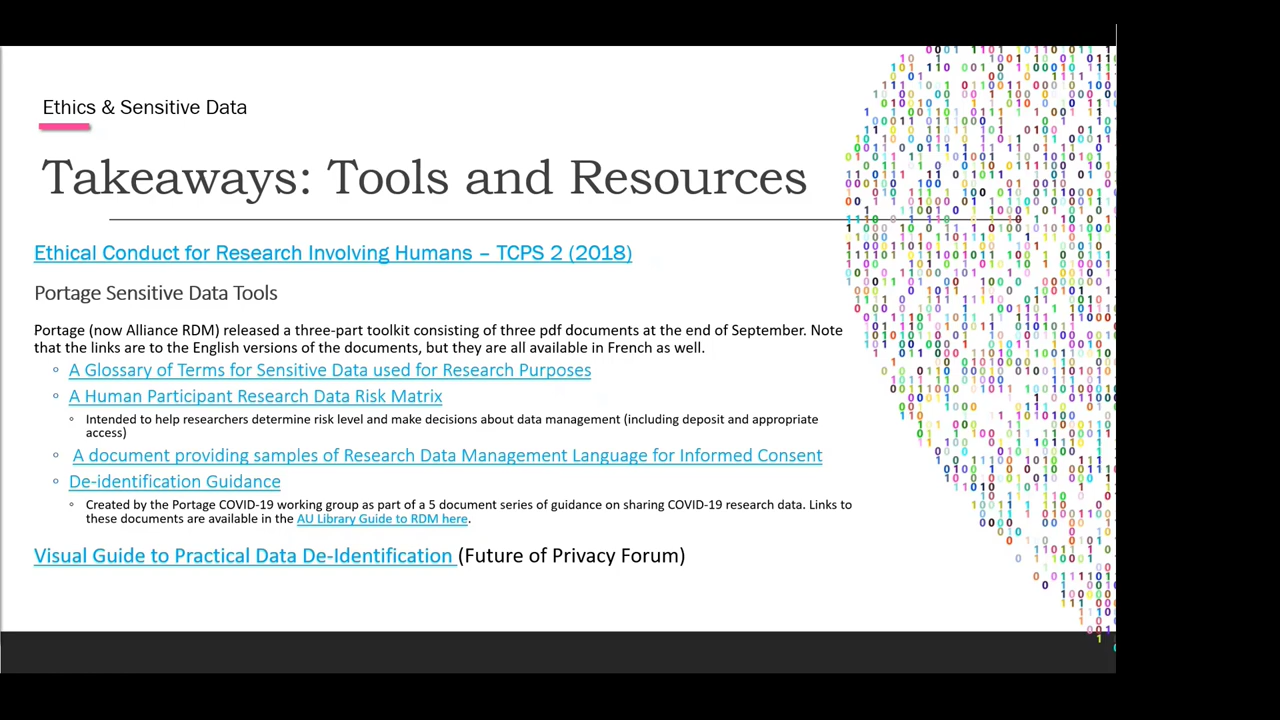 Ethics & Sensitive Data
Takeaways: Tools and Resources
Ethical Conduct for Research Involving Humans – TCPS 2 (2018)
Portage Sensitive Data Tools
Portage (now Alliance RDM) released a three-part toolkit consisting of three pdf documents at the end of September. Note
that the links are to the English versions of the documents, but they are all available in French as well.
◦ A Glossary of Terms for Sensitive Data used for Research Purposes
◦ A Human Participant Research Data Risk Matrix
◦ Intended to help researchers determine risk level and make decisions about data management (including deposit and appropriate
access)
◦ A document providing samples of Research Data Management Language for Informed Consent
◦ De-identification Guidance
◦ Created by the Portage COVID-19 working group as part of a 5 document series of guidance on sharing COVID-19 research data. Links to
these documents are available in the AU Library Guide to RDM here.
Visual Guide to Practical Data De-Identification (Future of Privacy Forum)